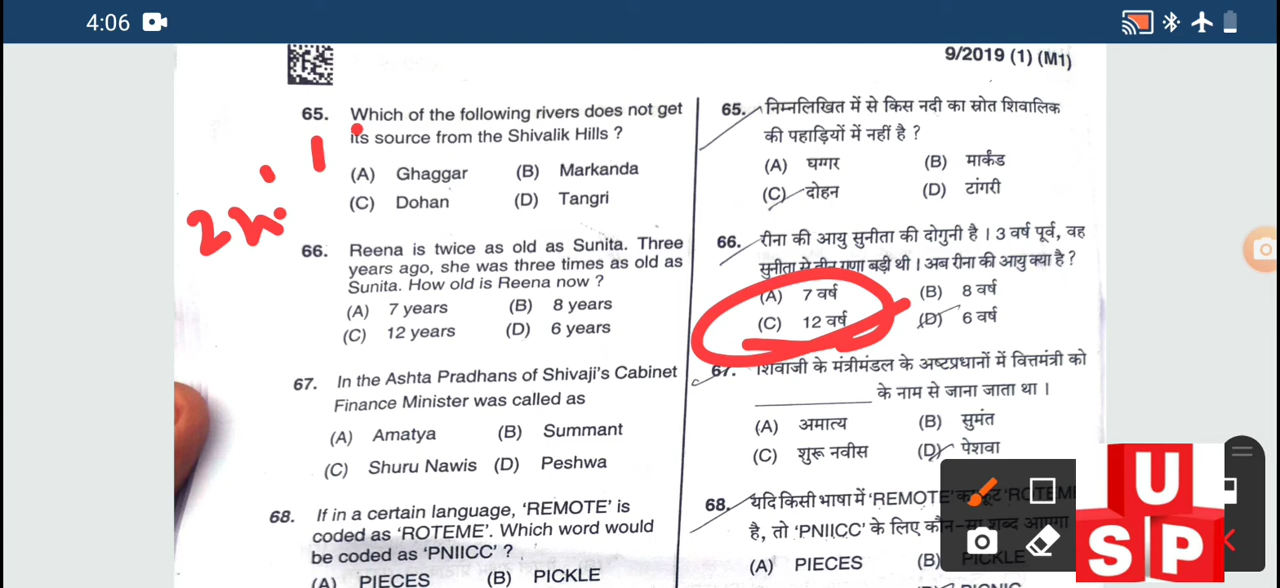 4:06
9/2019 (1) (M1)
65. Which of the following rivers does not get
its source from the Shivalik Hills ?
(A) Ghaggar (B) Markanda
(C) Dohan (D) Tangri
66. Reena is twice as old as Sunita. Three
years ago, she was three times as old as
Sunita. How old is Reena now ?
(A) 7 years (B) 8 years
(C) 12 years (D) 6 years
67. In the Ashta Pradhans of Shivaji's Cabinet
Finance Minister was called as
(A) Amatya (B) Summant
(C) Shuru Nawis (D) Peshwa
68. If in a certain language, 'REMOTE' is
coded as 'ROTEME'. Which word would
be coded as 'PNIICC' ?
(A) PIECES (B) PICKLE
65. निम्नलिखित में से किस नदी का स्रोत शिवालिक
की पहाड़ियों में नहीं है ?
(A) घग्गर (B) मार्कंड
(C) दोहन (D) टांगरी
66. रीना की आयु सुनीता की दोगुनी है । 3 वर्ष पूर्व, वह
सुनीता से तीन गुणा बड़ी थी । अब रीना की आयु क्या है ?
(A) 7 वर्ष (B) 8 वर्ष
(C) 12 वर्ष (D) 6 वर्ष
67. शिवाजी के मंत्रीमंडल के अष्टप्रधानों में वित्तमंत्री को
के नाम से जाना जाता था ।
(A) अमात्य (B) सुमंत
(C) शुरू नवीस (D) पेशवा
68. यदि किसी भाषा में 'REMOTE' का कूट 'ROTEME'
है, तो 'PNIICC' के लिए कौन-सा शब्द आएगा
(A) PIECES (B) PICKLE
U
S P